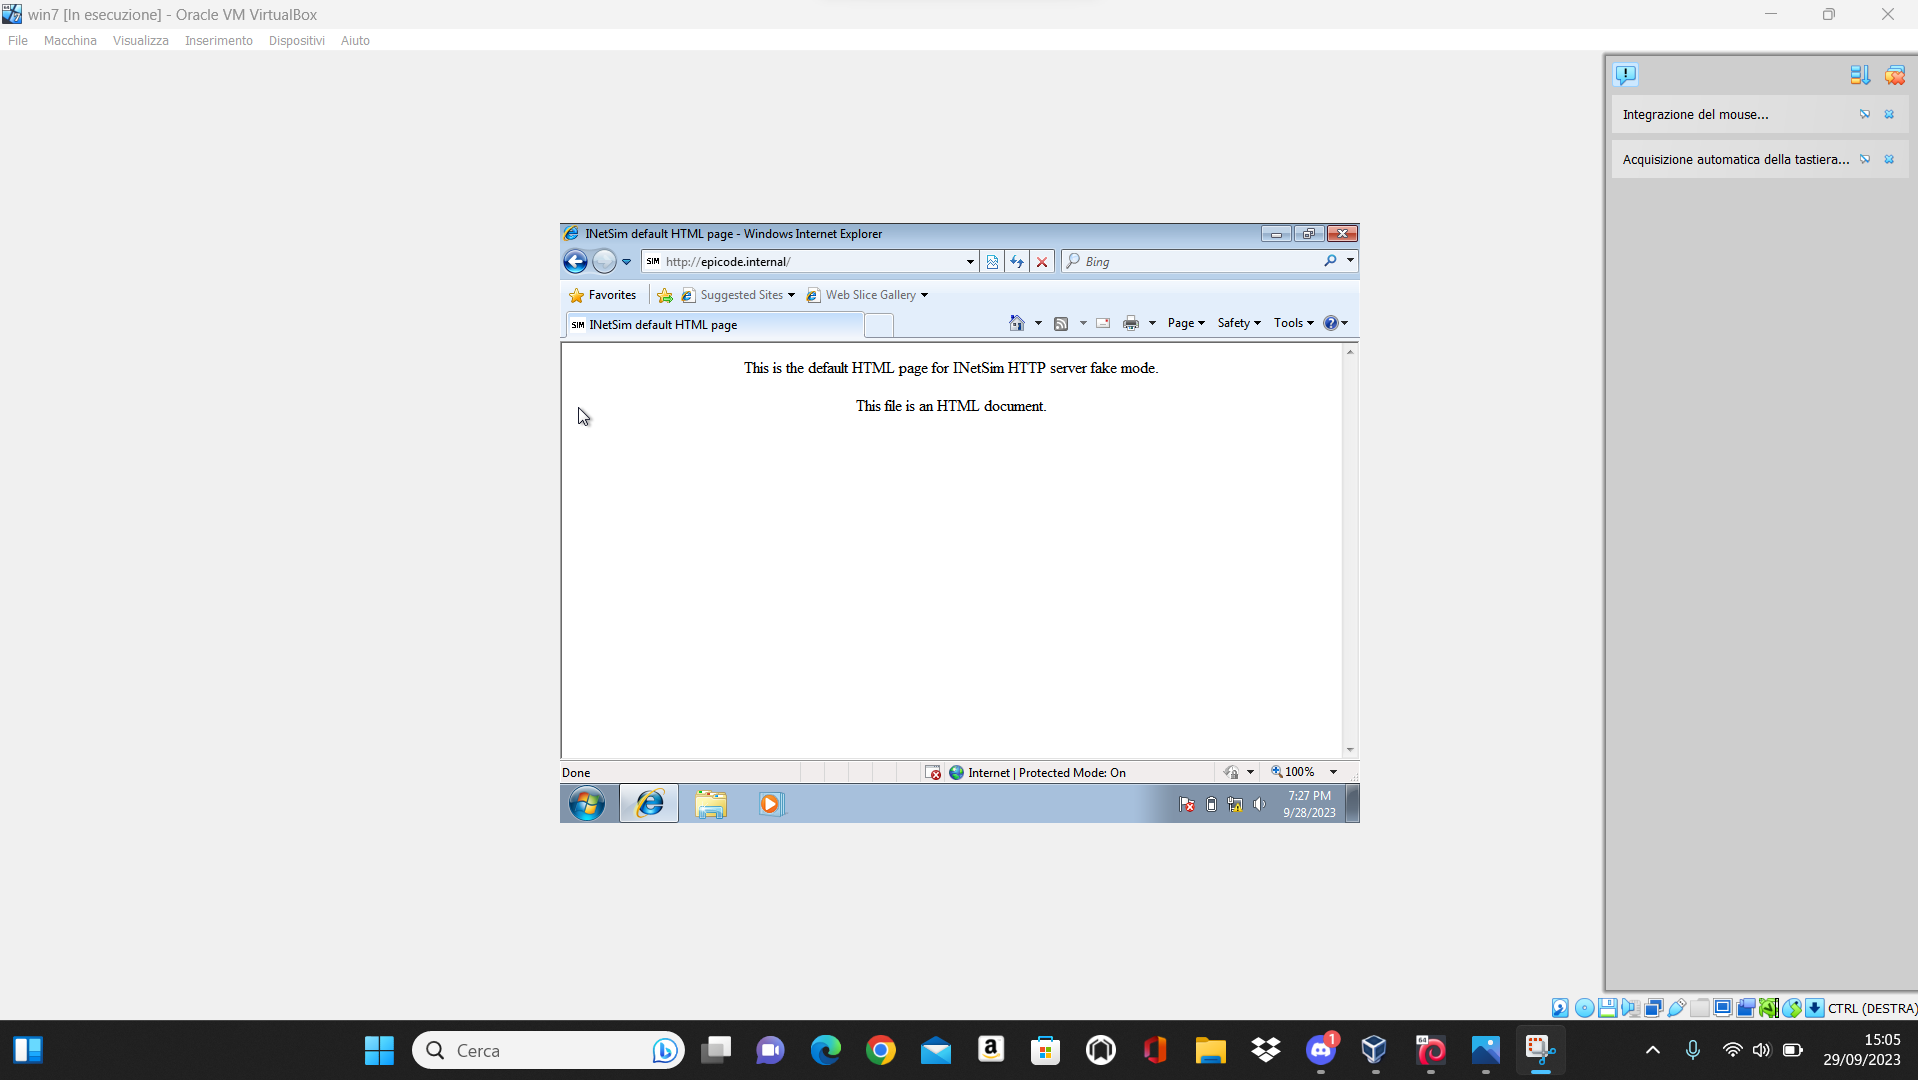 win7 [In esecuzione] - Oracle VM VirtualBox
File Macchina Visualizza Inserimento Dispositivi Aiuto
Integrazione del mouse...
Acquisizione automatica della tastiera...
INetSim default HTML page - Windows Internet Explorer
SIM http://epicode.internal/
Bing
Favorites Suggested Sites Web Slice Gallery
SIM INetSim default HTML page
Page Safety Tools
This is the default HTML page for INetSim HTTP server fake mode.
This file is an HTML document.
Done
Internet | Protected Mode: On
100%
7:27 PM
9/28/2023
CTRL (DESTRA)
Cerca
1
64
15:05
29/09/2023